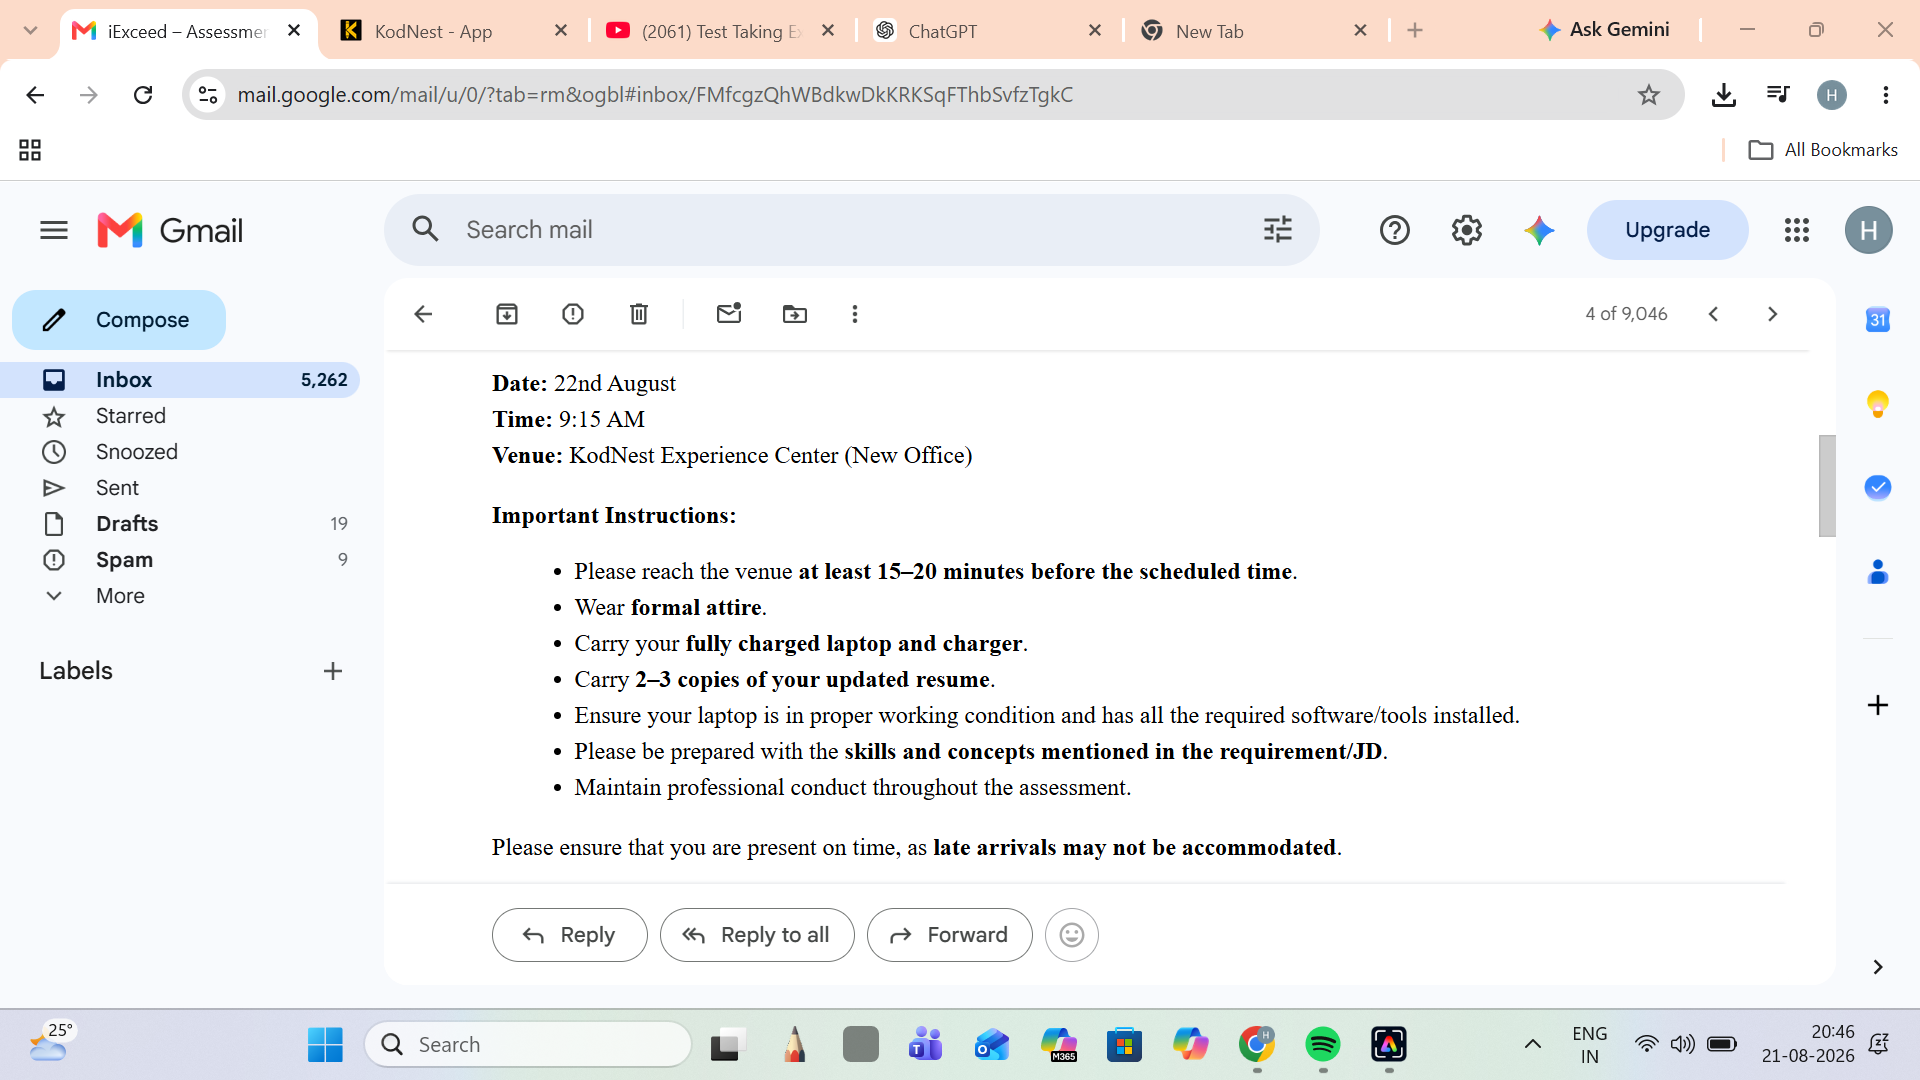 iExceed – Assessmer
KodNest - App
(2061) Test Taking Ex
ChatGPT
New Tab
Ask Gemini
mail.google.com/mail/u/0/?tab=rm&ogbl#inbox/FMfcgzQhWBdkwDkKRKSqFThbSvfzTgkC
H
All Bookmarks
Gmail
Search mail
Upgrade
H
Compose
4 of 9,046
31
Inbox 5,262
Starred
Snoozed
Sent
Drafts 19
Spam 9
More
Labels
Date: 22nd August
Time: 9:15 AM
Venue: KodNest Experience Center (New Office)
Important Instructions:
• Please reach the venue at least 15–20 minutes before the scheduled time.
• Wear formal attire.
• Carry your fully charged laptop and charger.
• Carry 2–3 copies of your updated resume.
• Ensure your laptop is in proper working condition and has all the required software/tools installed.
• Please be prepared with the skills and concepts mentioned in the requirement/JD.
• Maintain professional conduct throughout the assessment.
Please ensure that you are present on time, as late arrivals may not be accommodated.
Reply
Reply to all
Forward
25°
Search
M365
H
ENG
IN
20:46
21-08-2026